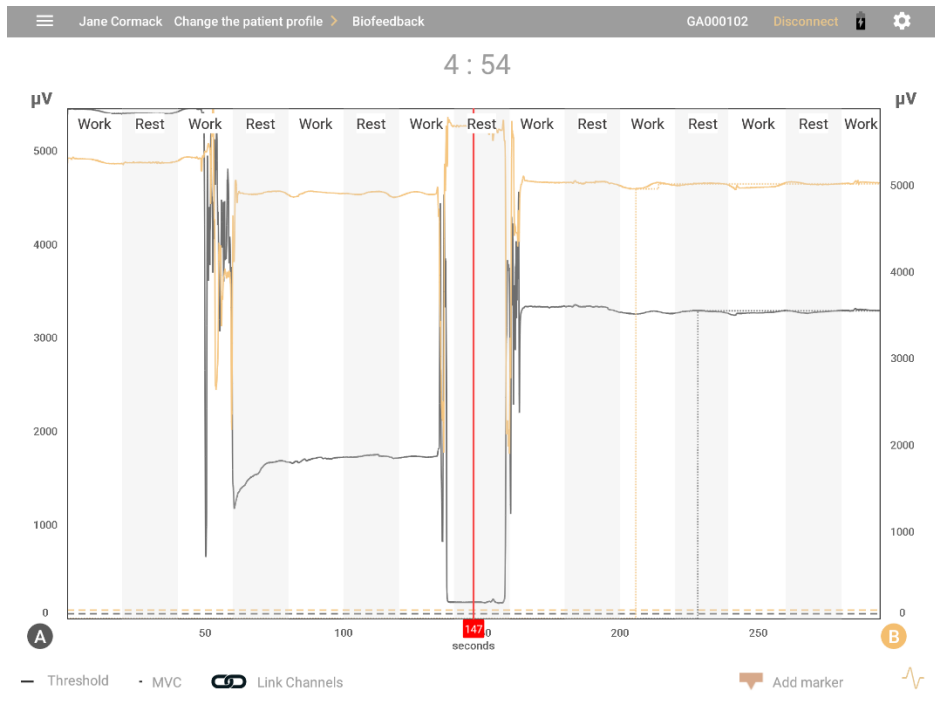 Jane Cormack Change the patient profile > Biofeedback GA000102 Disconnect
4 : 54
µV µV
Work Rest Work Rest Work Rest Work Rest Work Rest Work Rest Work Rest Work
5000 5000
4000 4000
3000 3000
2000 2000
1000 1000
0 0
A 50 100 147 0 200 250 B
seconds
Threshold MVC Link Channels Add marker